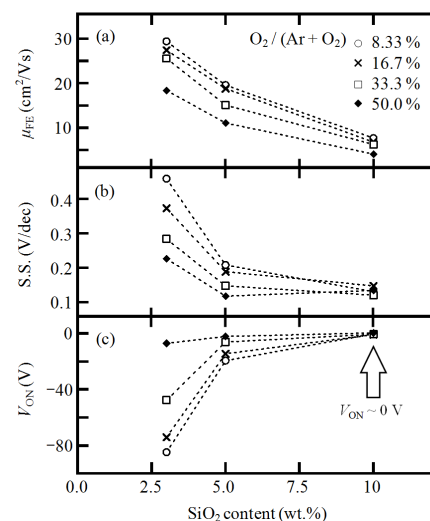 (a)
O₂ / (Ar + O₂)
8.33 %
16.7 %
33.3 %
50.0 %
30
20
10
μFE (cm²/Vs)
(b)
0.4
0.3
0.2
0.1
S.S. (V/dec)
(c)
0
−40
−80
VON (V)
VON ~ 0 V
0.0 2.5 5.0 7.5 10
SiO₂ content (wt.%)